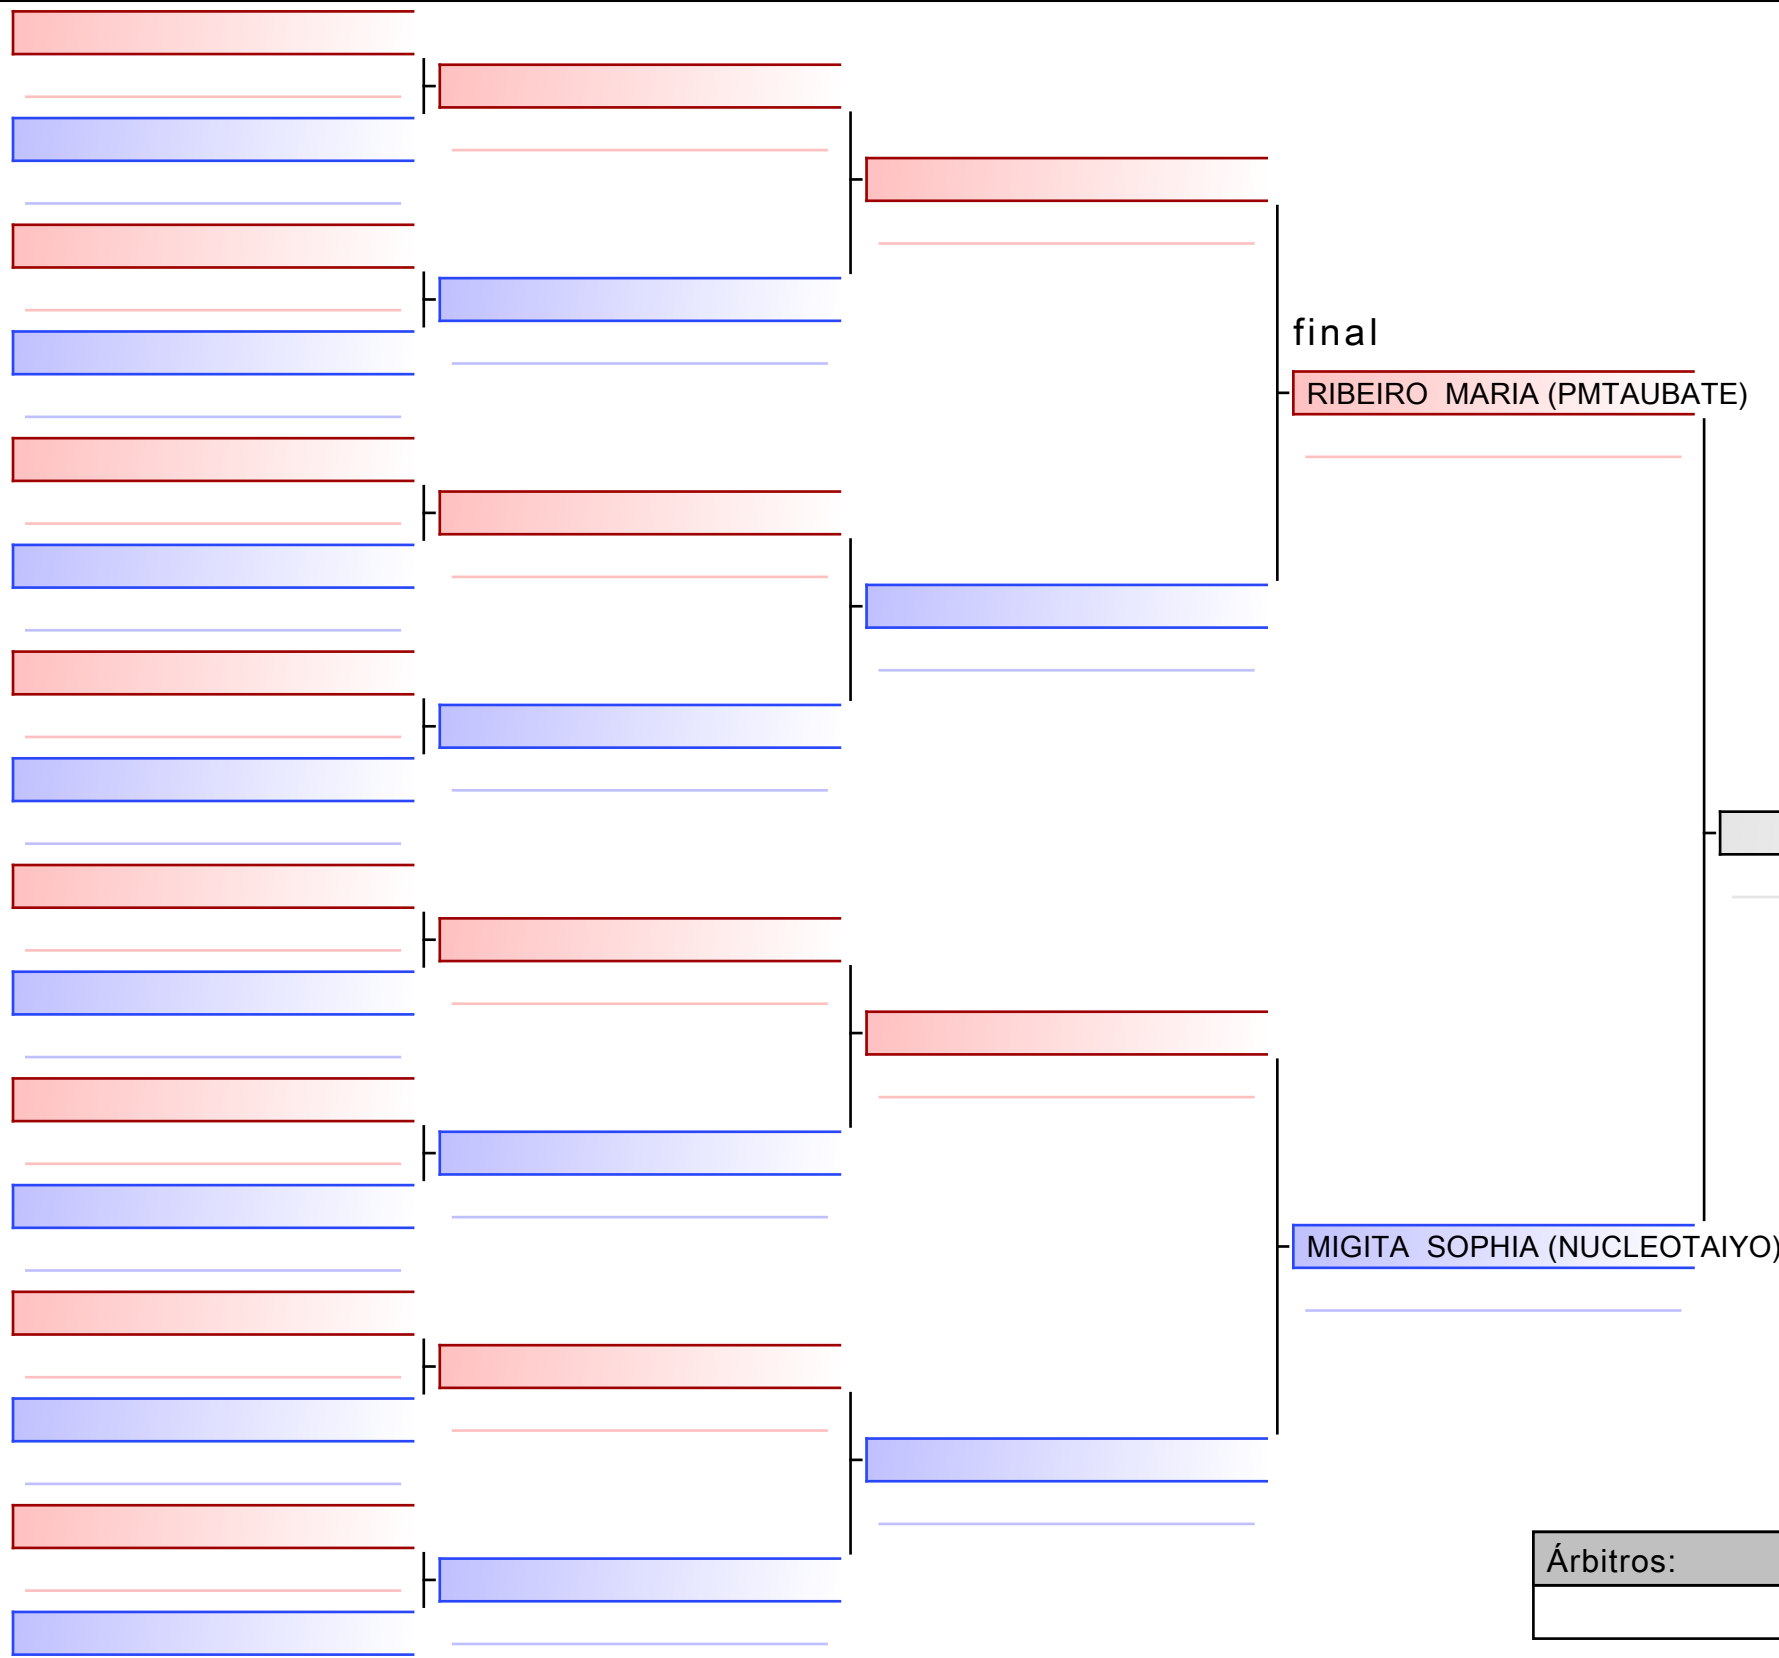 final
RIBEIRO MARIA (PMTAUBATE)
MIGITA SOPHIA (NUCLEOTAIYO)
Árbitros: